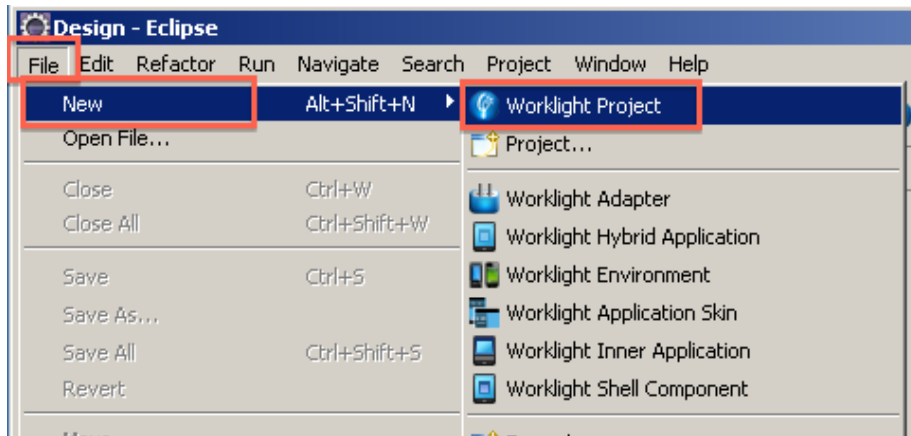 Design - Eclipse
File Edit Refactor Run Navigate Search Project Window Help
New Alt+Shift+N
Worklight Project
Open File...
Project...
Close Ctrl+W
Worklight Adapter
Close All Ctrl+Shift+W
Worklight Hybrid Application
Save Ctrl+S
Worklight Environment
Save As...
Worklight Application Skin
Save All Ctrl+Shift+S
Worklight Inner Application
Revert
Worklight Shell Component